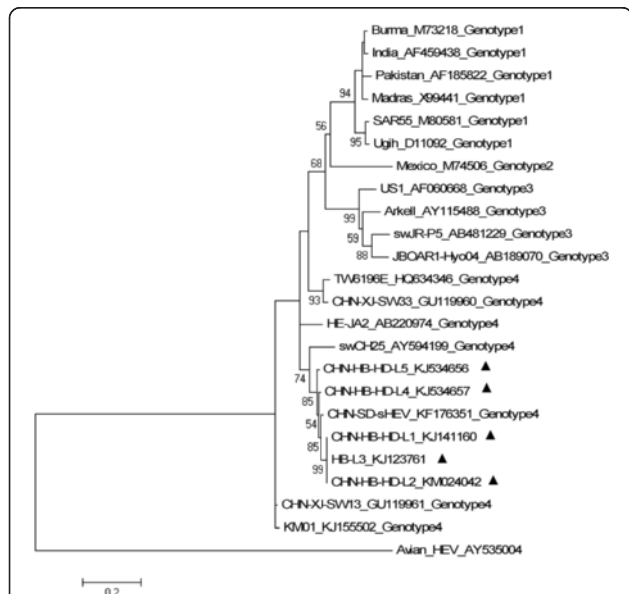 Burma_M73218_Genotype1
India_AF459438_Genotype1
Pakistan_AF185822_Genotype1
94
Madras_X99441_Genotype1
SAR55_M80581_Genotype1
56
95
Ugih_D11092_Genotype1
68
Mexico_M74506_Genotype2
US1_AF060668_Genotype3
99
Arkell_AY115488_Genotype3
59
swJR-P5_AB481229_Genotype3
88
JBOAR1-Hyo04_AB189070_Genotype3
TW6196E_HQ634346_Genotype4
93
CHN-XJ-SW33_GU119960_Genotype4
HE-JA2_AB220974_Genotype4
swCH25_AY594199_Genotype4
74
CHN-HB-HD-L5_KJ534656 ▲
85
CHN-HB-HD-L4_KJ534657 ▲
54
CHN-SD-sHEV_KF176351_Genotype4
85
CHN-HB-HD-L1_KJ141160 ▲
HB-L3_KJ123761 ▲
99
CHN-HB-HD-L2_KM024042 ▲
CHN-XJ-SW13_GU119961_Genotype4
KM01_KJ155502_Genotype4
Avian_HEV_AY535004
0.2